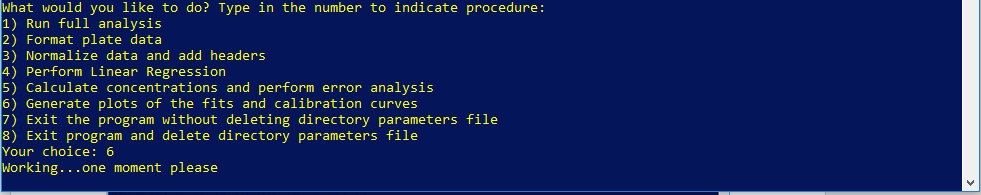 What would you like to do? Type in the number to indicate procedure:
1) Run full analysis
2) Format plate data
3) Normalize data and add headers
4) Perform Linear Regression
5) Calculate concentrations and perform error analysis
6) Generate plots of the fits and calibration curves
7) Exit the program without deleting directory parameters file
8) Exit program and delete directory parameters file
Your choice: 6
Working...one moment please